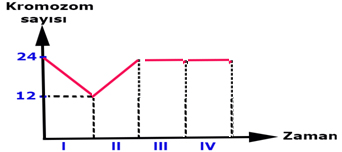 Kromozom
sayısı
24
12
I II III IV
Zaman